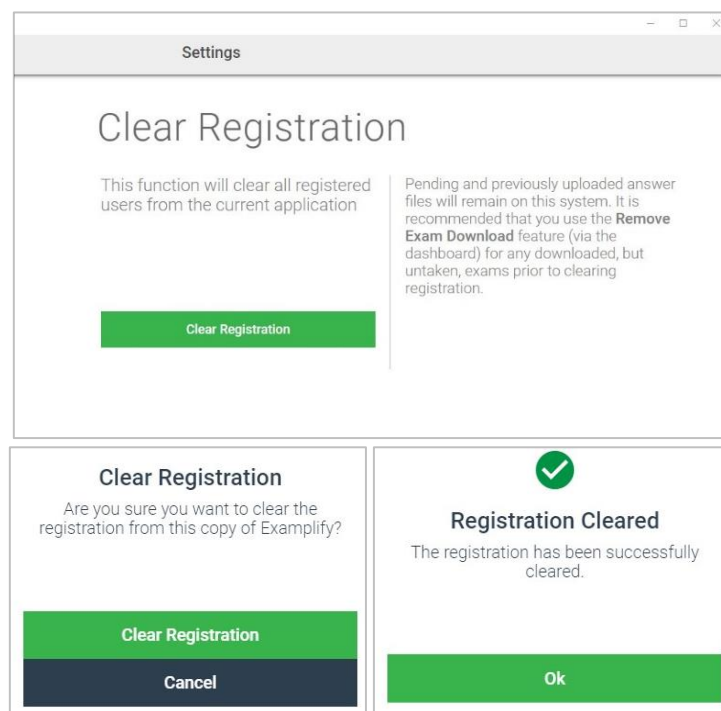 Settings
Clear Registration
This function will clear all registered
users from the current application
Clear Registration
Pending and previously uploaded answer
files will remain on this system. It is
recommended that you use the Remove
Exam Download feature (via the
dashboard) for any downloaded, but
untaken, exams prior to clearing
registration.
Clear Registration
Are you sure you want to clear the
registration from this copy of Examplify?
Clear Registration
Cancel
Registration Cleared
The registration has been successfully
cleared.
Ok